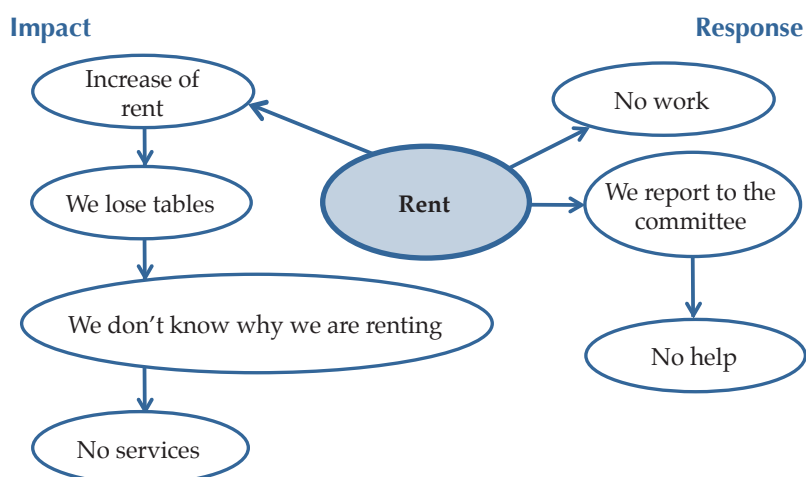 Impact
Response
Increase of
rent
No work
We lose tables
Rent
We report to the
committee
We don't know why we are renting
No help
No services